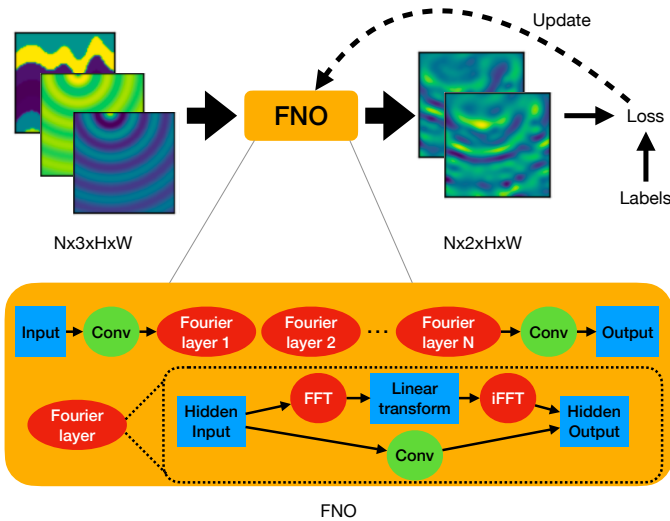 Update
FNO
Loss
Labels
Nx3xHxW
Nx2xHxW
Input
Conv
Fourier
layer 1
Fourier
layer 2
...
Fourier
layer N
Conv
Output
Fourier
layer
Hidden
Input
FFT
Linear
transform
iFFT
Hidden
Output
Conv
FNO